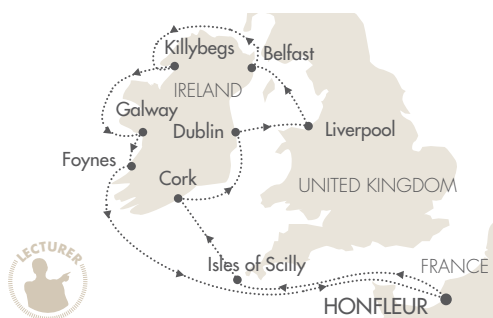 Killybegs
Belfast
IRELAND
Galway
Dublin
Liverpool
Foynes
Cork
UNITED KINGDOM
LECTURER
Isles of Scilly
FRANCE
HONFLEUR